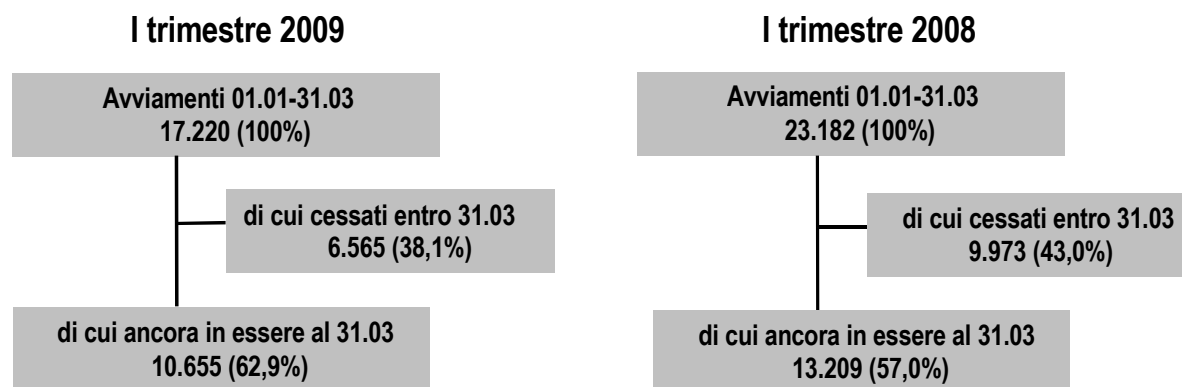 I trimestre 2009
Avviamenti 01.01-31.03
17.220 (100%)
di cui cessati entro 31.03
6.565 (38,1%)
di cui ancora in essere al 31.03
10.655 (62,9%)
I trimestre 2008
Avviamenti 01.01-31.03
23.182 (100%)
di cui cessati entro 31.03
9.973 (43,0%)
di cui ancora in essere al 31.03
13.209 (57,0%)